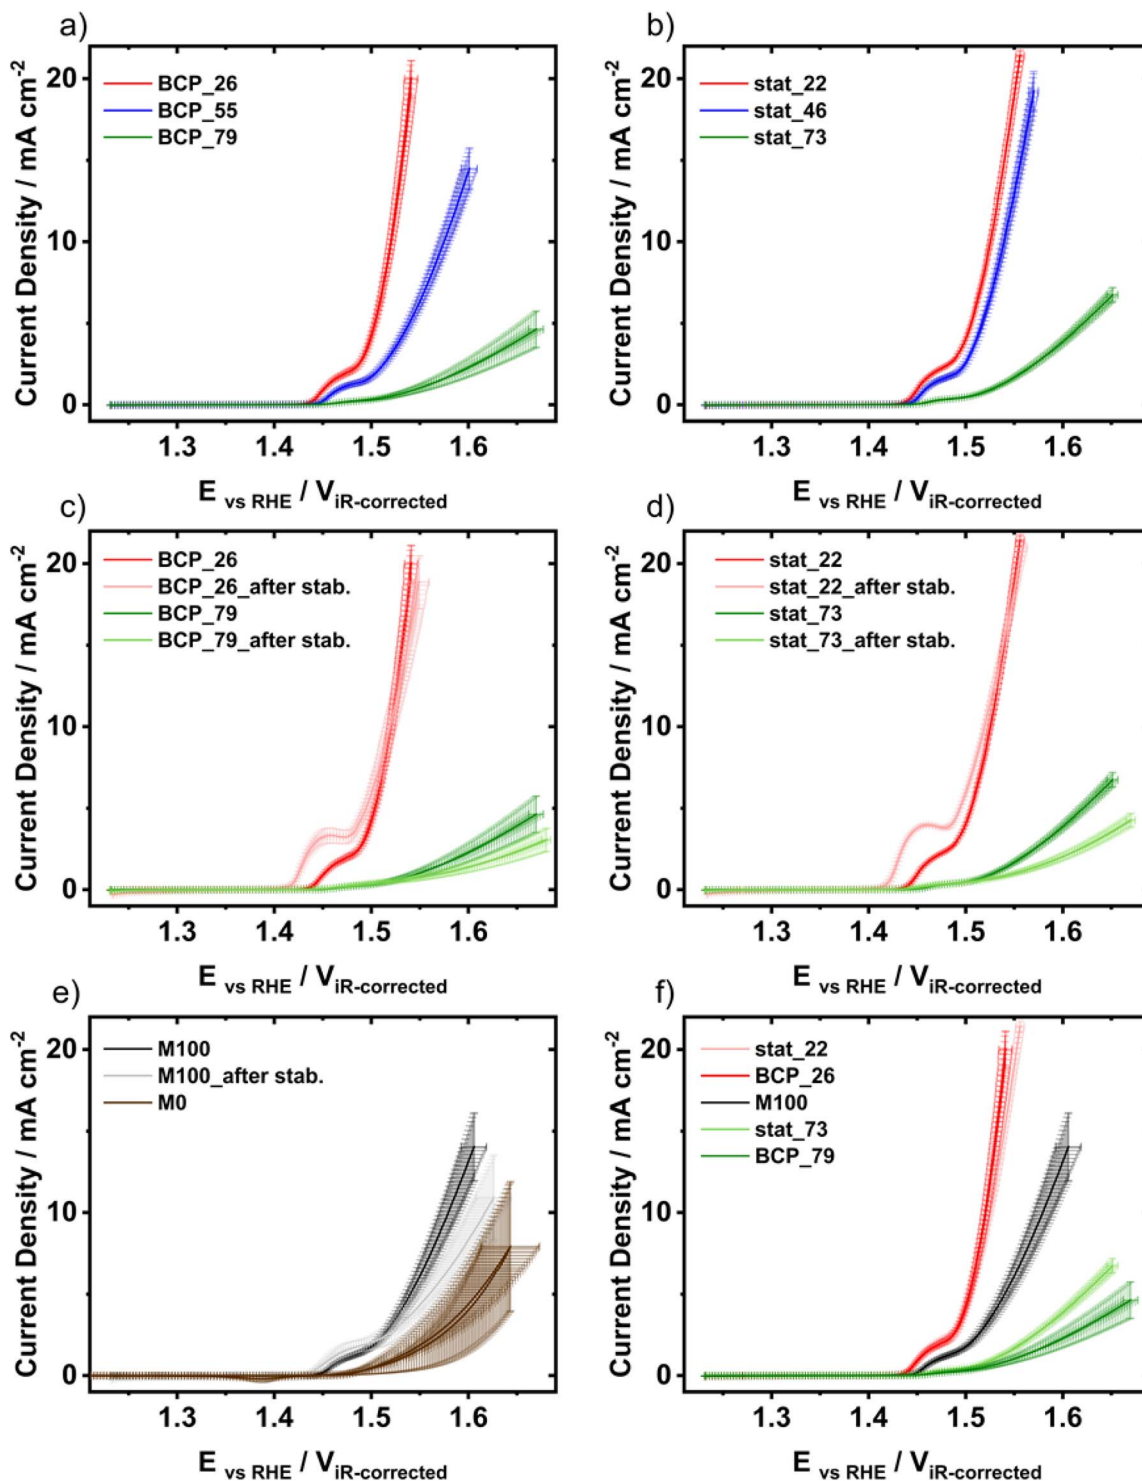 a)
Current Density / mA cm⁻²
20
10
0
BCP_26
BCP_55
BCP_79
1.3 1.4 1.5 1.6
E vs RHE / V iR-corrected
b)
Current Density / mA cm⁻²
20
10
0
stat_22
stat_46
stat_73
1.3 1.4 1.5 1.6
E vs RHE / V iR-corrected
c)
Current Density / mA cm⁻²
20
10
0
BCP_26
BCP_26_after stab.
BCP_79
BCP_79_after stab.
1.3 1.4 1.5 1.6
E vs RHE / V iR-corrected
d)
Current Density / mA cm⁻²
20
10
0
stat_22
stat_22_after stab.
stat_73
stat_73_after stab.
1.3 1.4 1.5 1.6
E vs RHE / V iR-corrected
e)
Current Density / mA cm⁻²
20
10
0
M100
M100_after stab.
M0
1.3 1.4 1.5 1.6
E vs RHE / V iR-corrected
f)
Current Density / mA cm⁻²
20
10
0
stat_22
BCP_26
M100
stat_73
BCP_79
1.3 1.4 1.5 1.6
E vs RHE / V iR-corrected